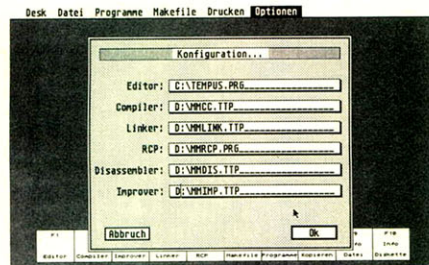 Desk Datei Programme Makefile Drucken Optionen
Konfiguration...
Editor: C:\TEMPUS.PRG
Compiler: D:\MMCC.TTP
Linker: D:\MMLINK.TTP
RCP: D:\MMRCP.PRG
Disassembler: D:\MMDIS.TTP
Improver: D:\MMIMP.TTP
Abbruch Ok
F1 F10
Info
Editor Compiler Improver Linker RCP Makefile Programme Kopieren Datei Diskette